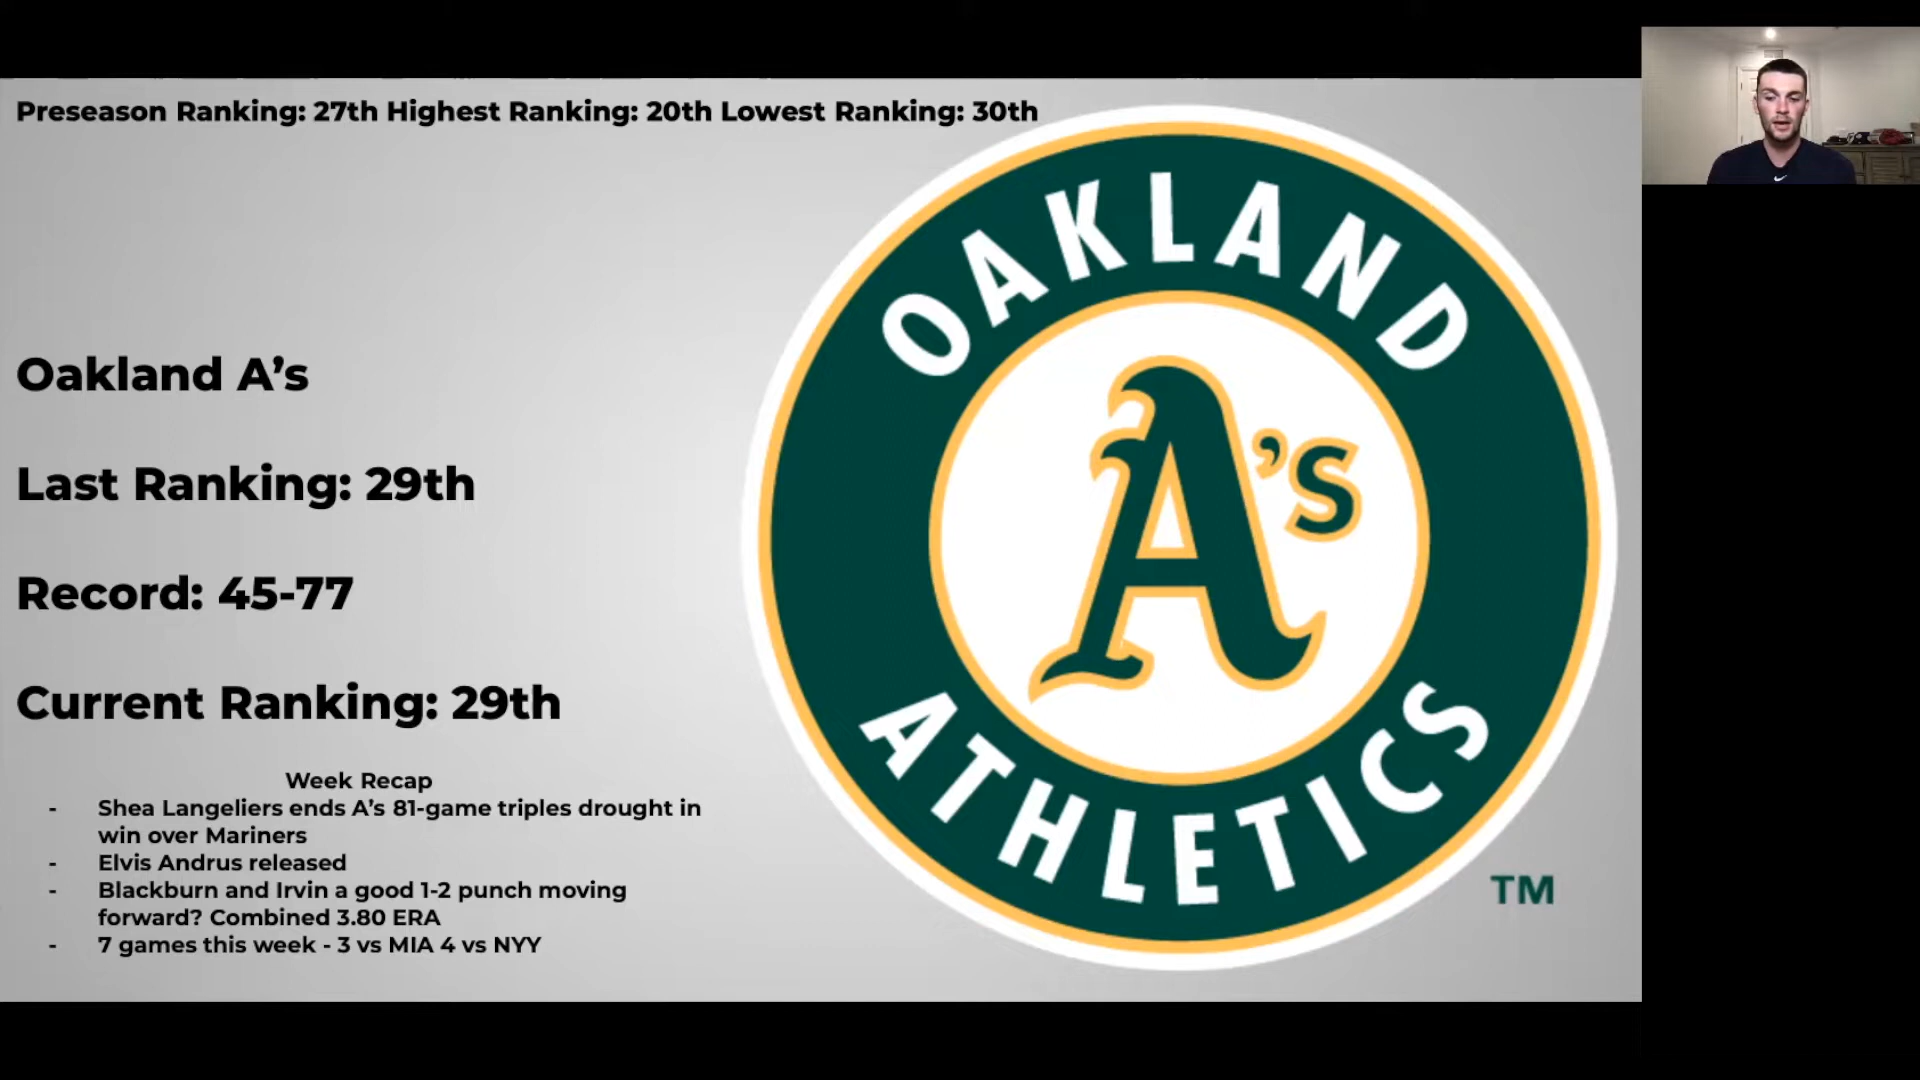 Preseason Ranking: 27th Highest Ranking: 20th Lowest Ranking: 30th
Oakland A’s
Last Ranking: 29th
Record: 45-77
Current Ranking: 29th
Week Recap
- Shea Langeliers ends A’s 81-game triples drought in
win over Mariners
- Elvis Andrus released
- Blackburn and Irvin a good 1-2 punch moving
forward? Combined 3.80 ERA
- 7 games this week - 3 vs MIA 4 vs NYY
OAKLAND
A’s
ATHLETICS
TM